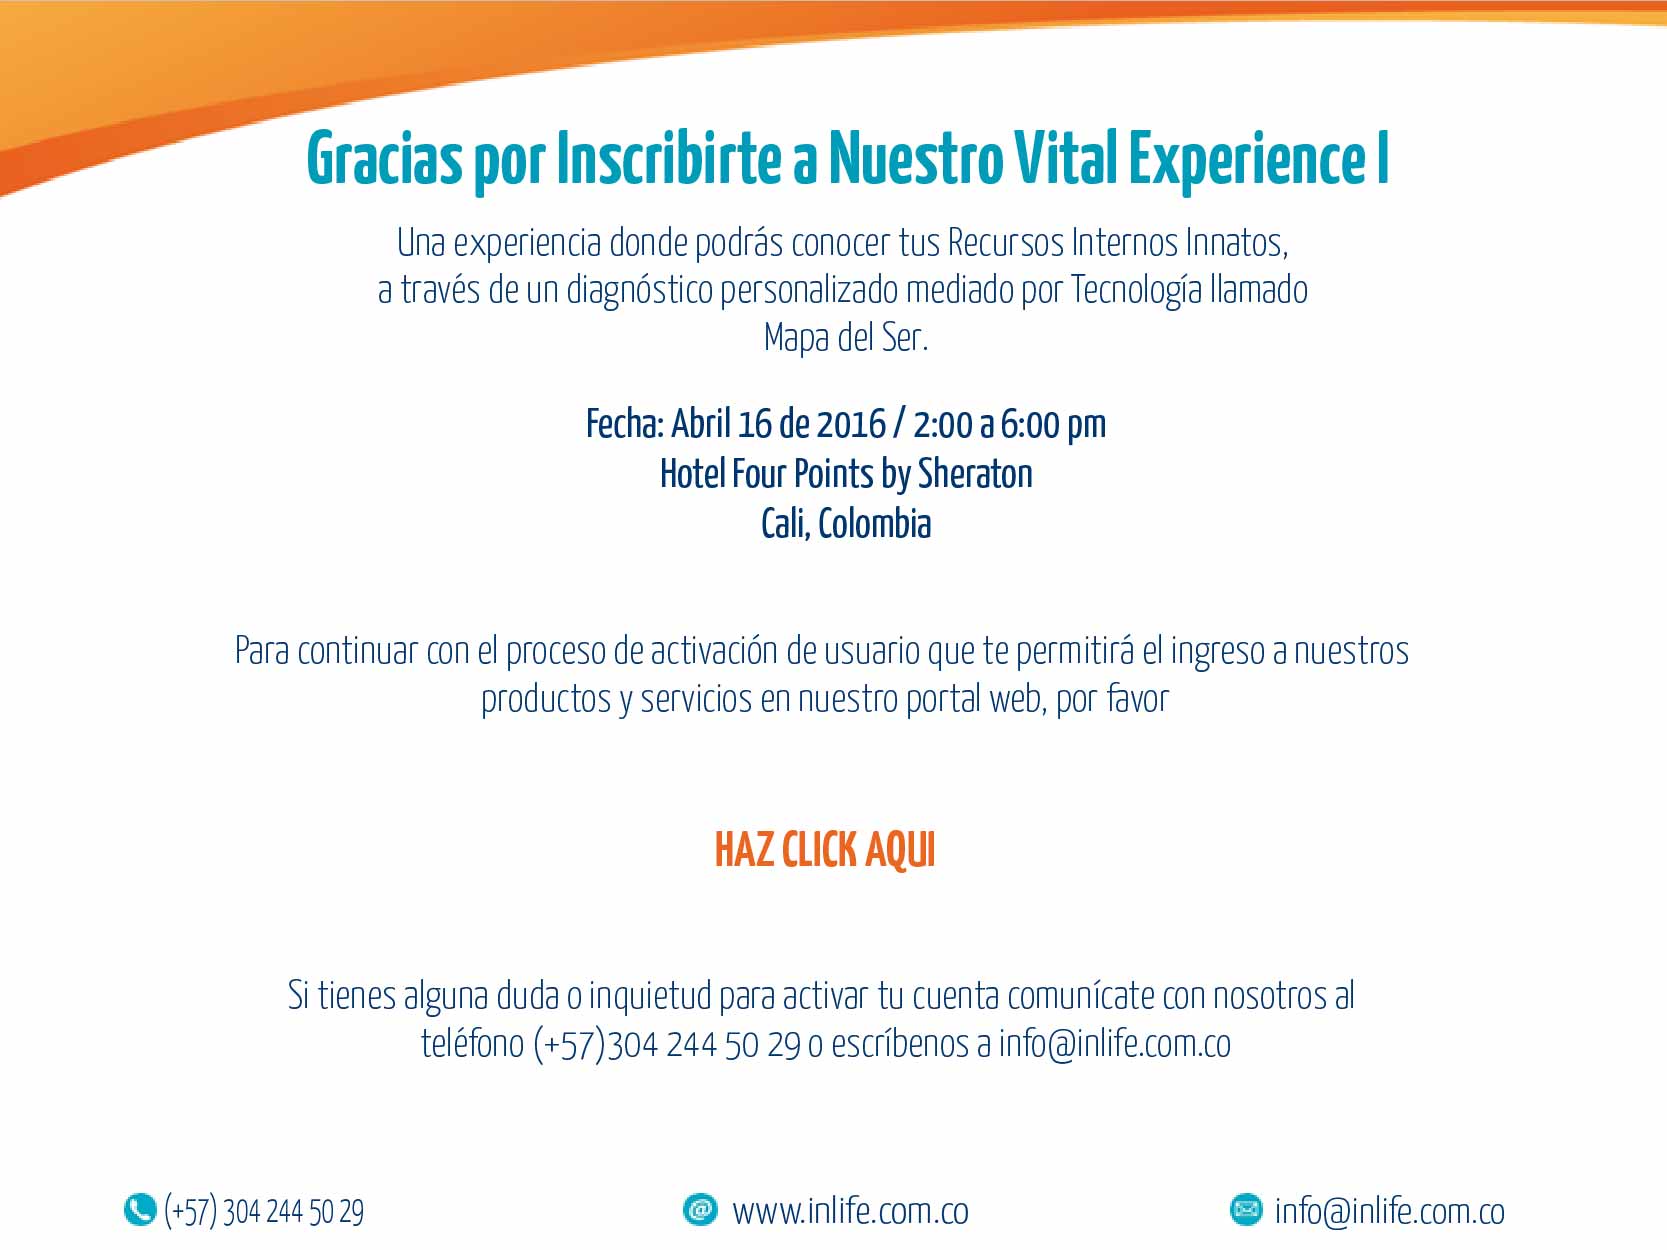 Gracias por Inscribirte a Nuestro Vital Experience I
Una experiencia donde podrás conocer tus Recursos Internos Innatos,
a través de un diagnóstico personalizado mediado por Tecnología llamado
Mapa del Ser.
Fecha: Abril 16 de 2016 / 2:00 a 6:00 pm
Hotel Four Points by Sheraton
Cali, Colombia
Para continuar con el proceso de activación de usuario que te permitirá el ingreso a nuestros
productos y servicios en nuestro portal web, por favor
HAZ CLICK AQUI
Si tienes alguna duda o inquietud para activar tu cuenta comunícate con nosotros al
teléfono (+57)304 244 50 29 o escríbenos a info@inlife.com.co
(+57) 304 244 50 29
www.inlife.com.co
info@inlife.com.co